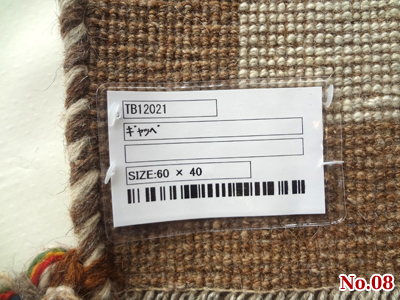 TB12021
ｷﾞｬｯﾍﾞ
SIZE:60 × 40
No.08